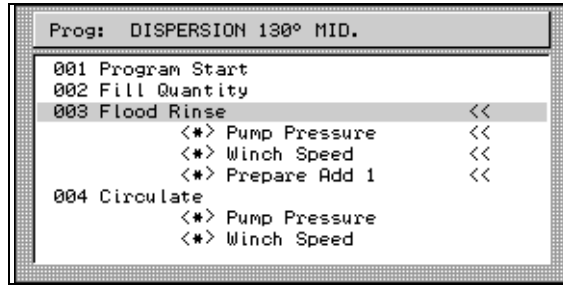 Prog: DISPERSION 130º MID.
001 Program Start
002 Fill Quantity
003 Flood Rinse <<
<*> Pump Pressure <<
<*> Winch Speed <<
<*> Prepare Add 1 <<
004 Circulate
<*> Pump Pressure
<*> Winch Speed